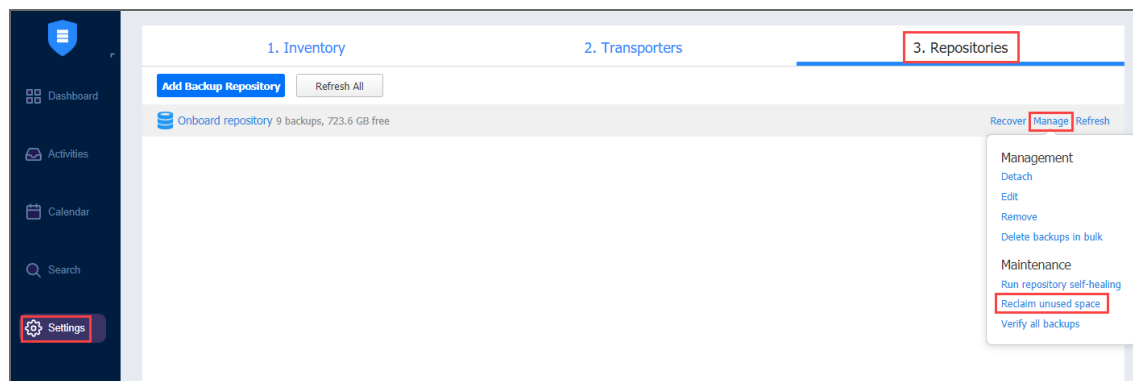 1. Inventory
2. Transporters
3. Repositories
Add Backup Repository
Refresh All
Dashboard
Onboard repository 9 backups, 723.6 GB free
Recover Manage Refresh
Activities
Management
Detach
Edit
Calendar
Remove
Delete backups in bulk
Maintenance
Search
Run repository self-healing
Reclaim unused space
Settings
Verify all backups